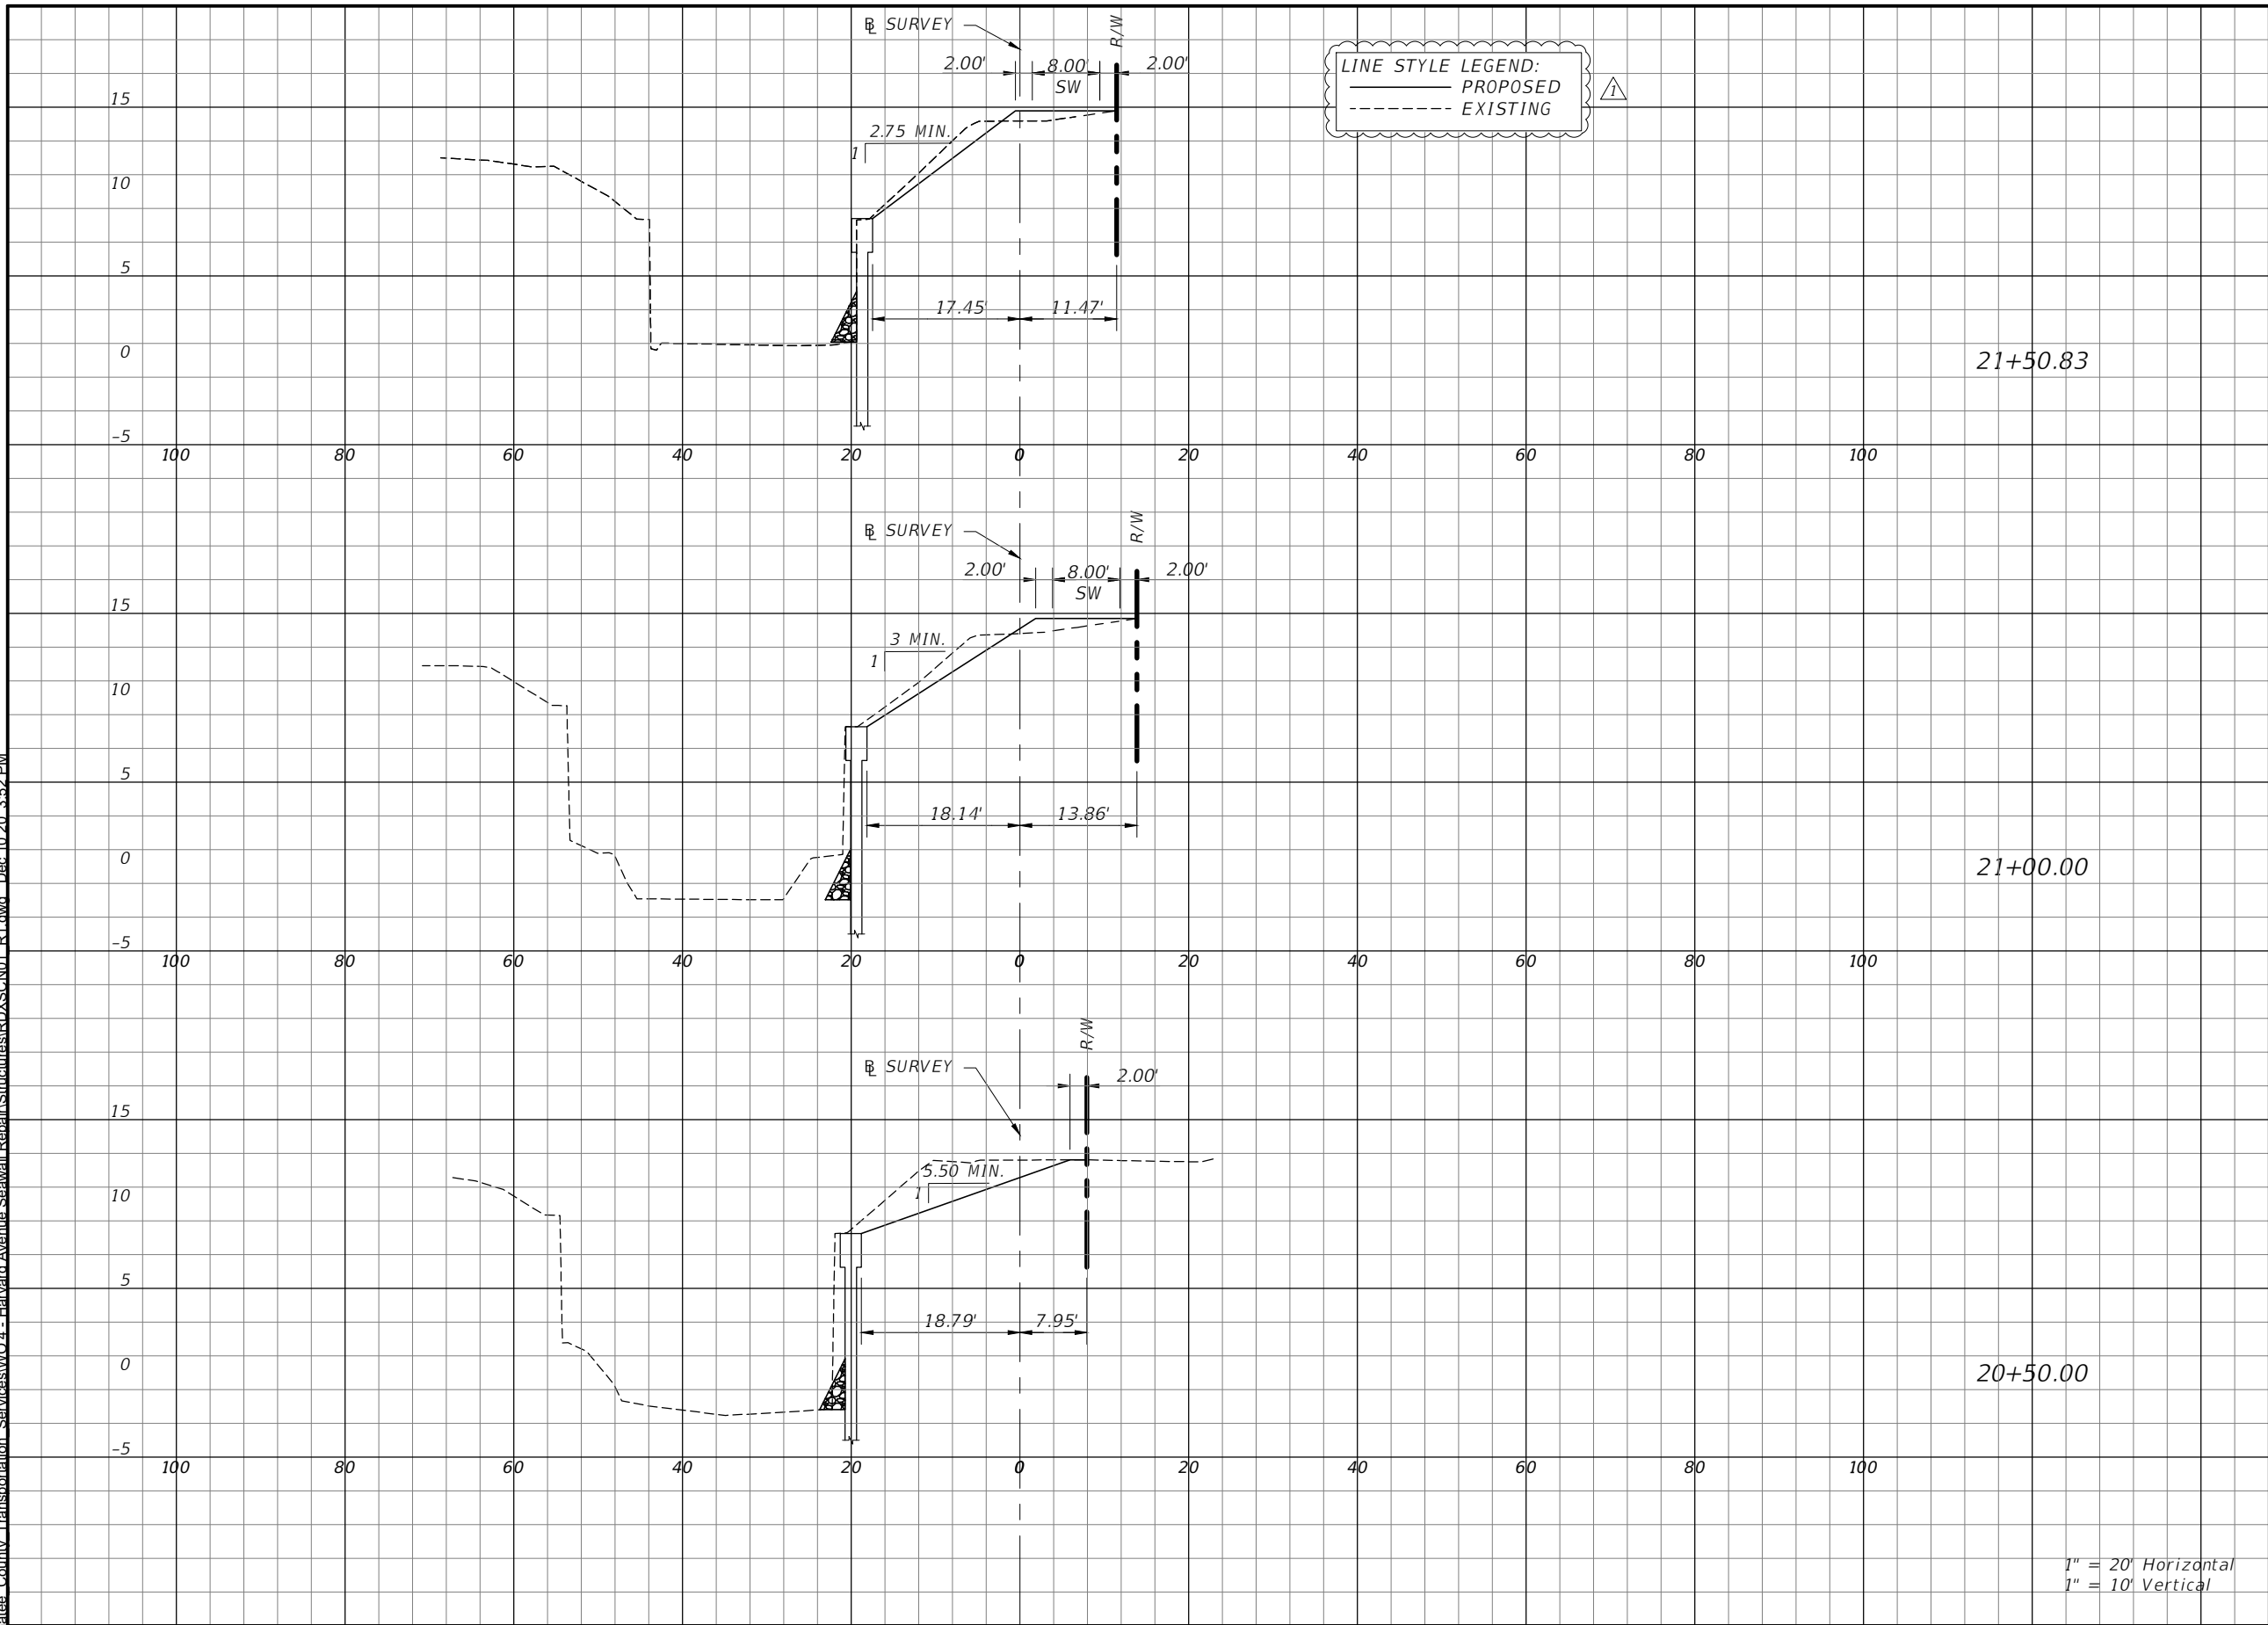 ℄ SURVEY
R/W
2.00'
8.00'
2.00'
SW
LINE STYLE LEGEND:
PROPOSED
EXISTING
1
15
2.75 MIN.
1
10
5
17.45'
11.47'
0
21+50.83
-5
100 80 60 40 20 0 20 40 60 80 100
℄ SURVEY
R/W
2.00'
8.00'
2.00'
SW
15
3 MIN.
1
10
5
18.14'
13.86'
0
21+00.00
-5
100 80 60 40 20 0 20 40 60 80 100
℄ SURVEY
R/W
2.00'
15
5.50 MIN.
1
10
5
18.79'
7.95'
0
20+50.00
-5
100 80 60 40 20 0 20 40 60 80 100
1" = 20' Horizontal
1" = 10' Vertical